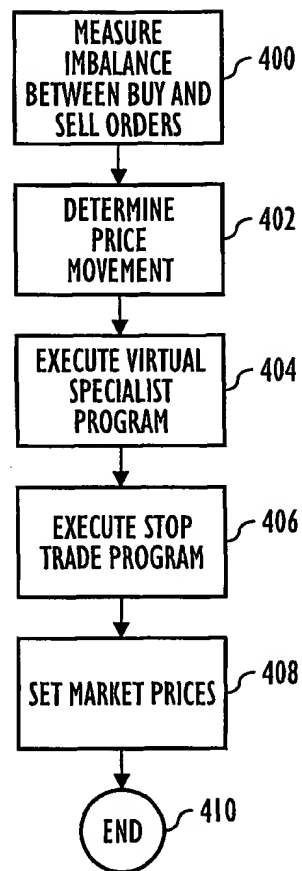 MEASURE
IMBALANCE
BETWEEN BUY AND
SELL ORDERS
400
DETERMINE
PRICE
MOVEMENT
402
EXECUTE VIRTUAL
SPECIALIST
PROGRAM
404
EXECUTE STOP
TRADE PROGRAM
406
SET MARKET PRICES
408
END
410